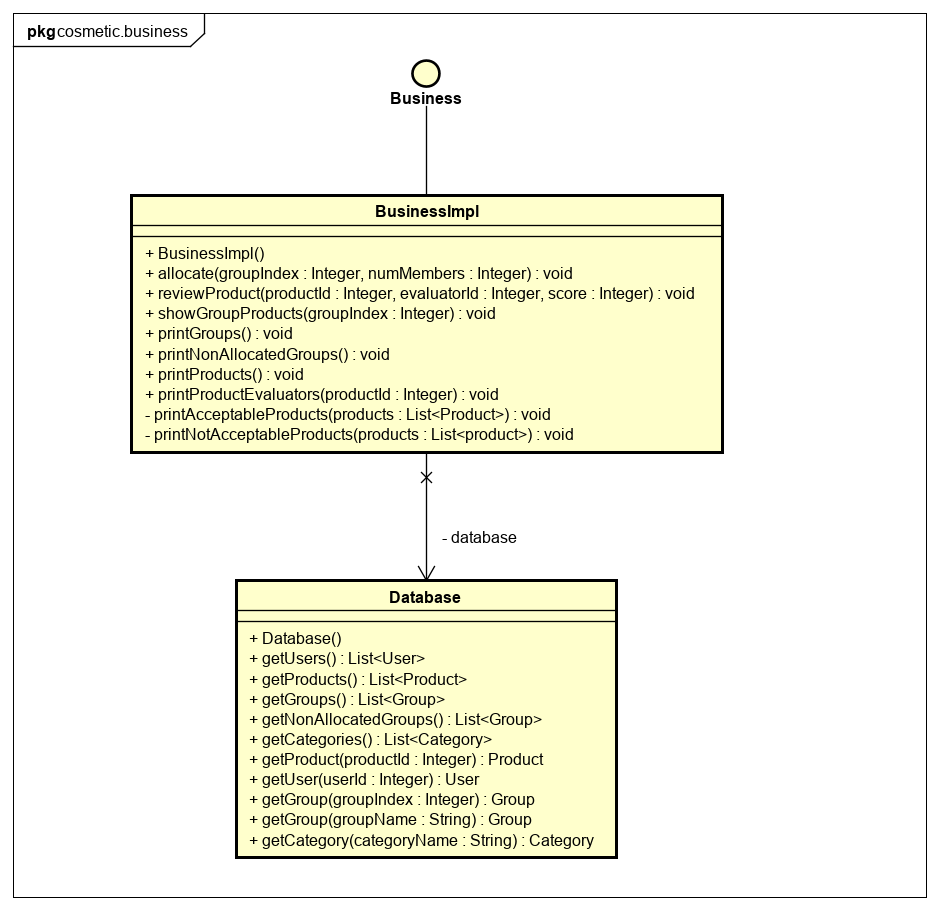 pkg cosmetic.business
Business
BusinessImpl
+ BusinessImpl()
+ allocate(groupIndex : Integer, numMembers : Integer) : void
+ reviewProduct(productId : Integer, evaluatorId : Integer, score : Integer) : void
+ showGroupProducts(groupIndex : Integer) : void
+ printGroups() : void
+ printNonAllocatedGroups() : void
+ printProducts() : void
+ printProductEvaluators(productId : Integer) : void
- printAcceptableProducts(products : List<Product>) : void
- printNotAcceptableProducts(products : List<product>) : void
- database
Database
+ Database()
+ getUsers() : List<User>
+ getProducts() : List<Product>
+ getGroups() : List<Group>
+ getNonAllocatedGroups() : List<Group>
+ getCategories() : List<Category>
+ getProduct(productId : Integer) : Product
+ getUser(userId : Integer) : User
+ getGroup(groupIndex : Integer) : Group
+ getGroup(groupName : String) : Group
+ getCategory(categoryName : String) : Category